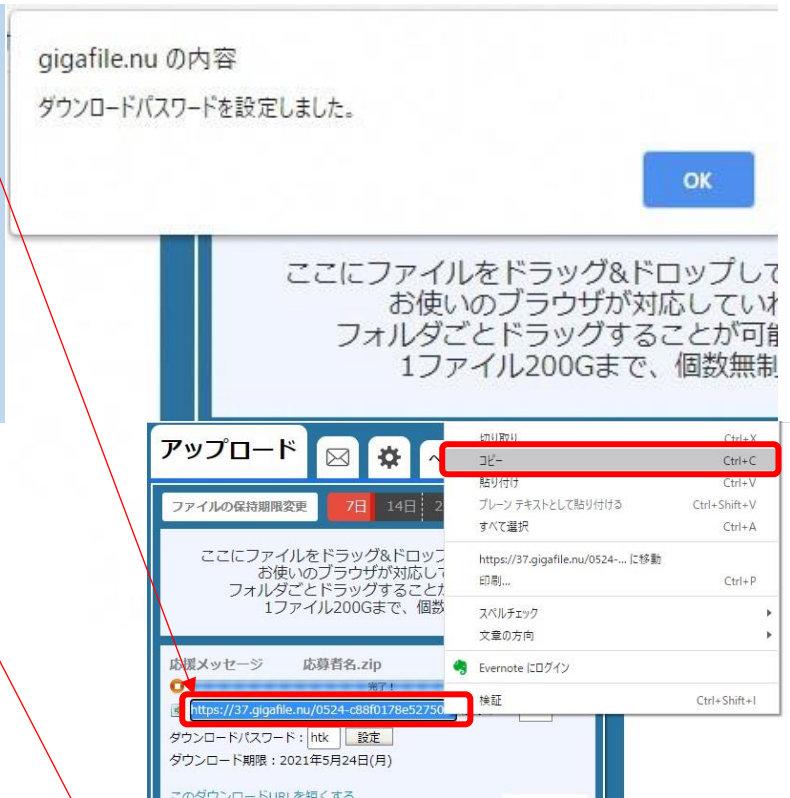 gigafile.nu の内容
ダウンロードパスワードを設定しました。
OK
ここにファイルをドラッグ&ドロップして
お使いのブラウザが対応してい
フォルダごとドラッグすることが可能
1ファイル200Gまで、個数無制
アップロード
ファイルの保持期限変更 7日 14日 2
ここにファイルをドラッグ&ドロップ
お使いのブラウザが対応して
フォルダごとドラッグすることが
1ファイル200Gまで、個数
応援メッセージ 応募者名.zip
完了!
https://37.gigafile.nu/0524-c88f0178e52750
ダウンロードパスワード : htk 設定
ダウンロード期限 : 2021年5月24日(月)
このダウンロードURLを短くする
切り取り Ctrl+X
コピー Ctrl+C
貼り付け Ctrl+V
プレーン テキストとして貼り付ける Ctrl+Shift+V
すべて選択 Ctrl+A
https://37.gigafile.nu/0524-... に移動
印刷... Ctrl+P
スペルチェック
文章の方向
Evernote にログイン
検証 Ctrl+Shift+I